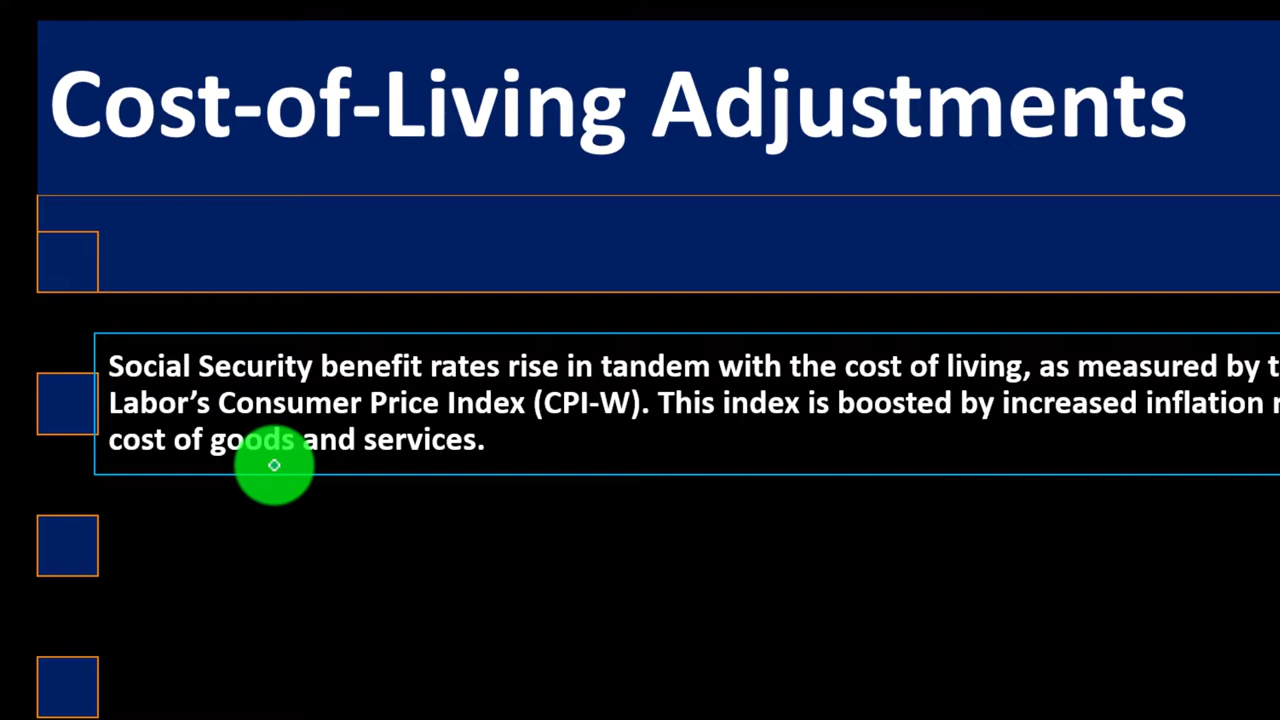 Cost-of-Living Adjustments
Social Security benefit rates rise in tandem with the cost of living, as measured by
Labor’s Consumer Price Index (CPI-W). This index is boosted by increased inflation
cost of goods and services.